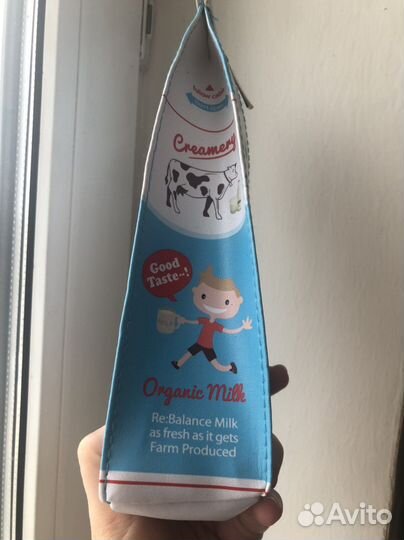 Creamery
Good
Taste~!
Organic Milk
Re:Balance Milk
as fresh as it gets
Farm Produced
Avito